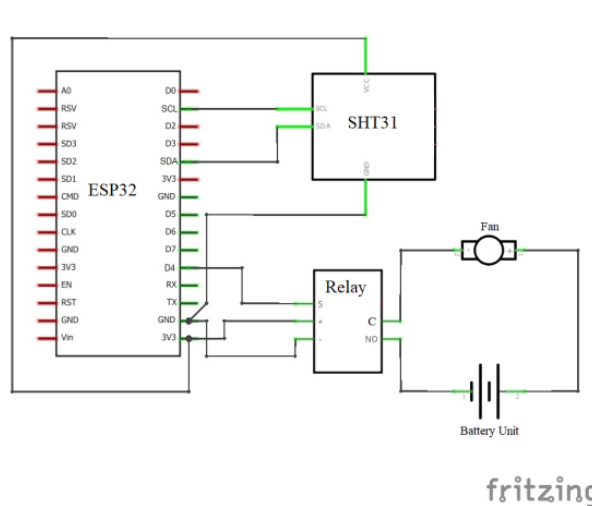 VCC
A0
RSV
RSV
SD3
SD2
SD1
CMD
SD0
CLK
GND
3V3
EN
RST
GND
Vin
ESP32
D0
SCL
D2
D3
SDA
3V3
GND
D5
D6
D7
D4
RX
TX
GND
3V3
SCL
SDA
SHT31
GND
Relay
S
+
-
C
NO
Fan
Battery Unit
fritzing